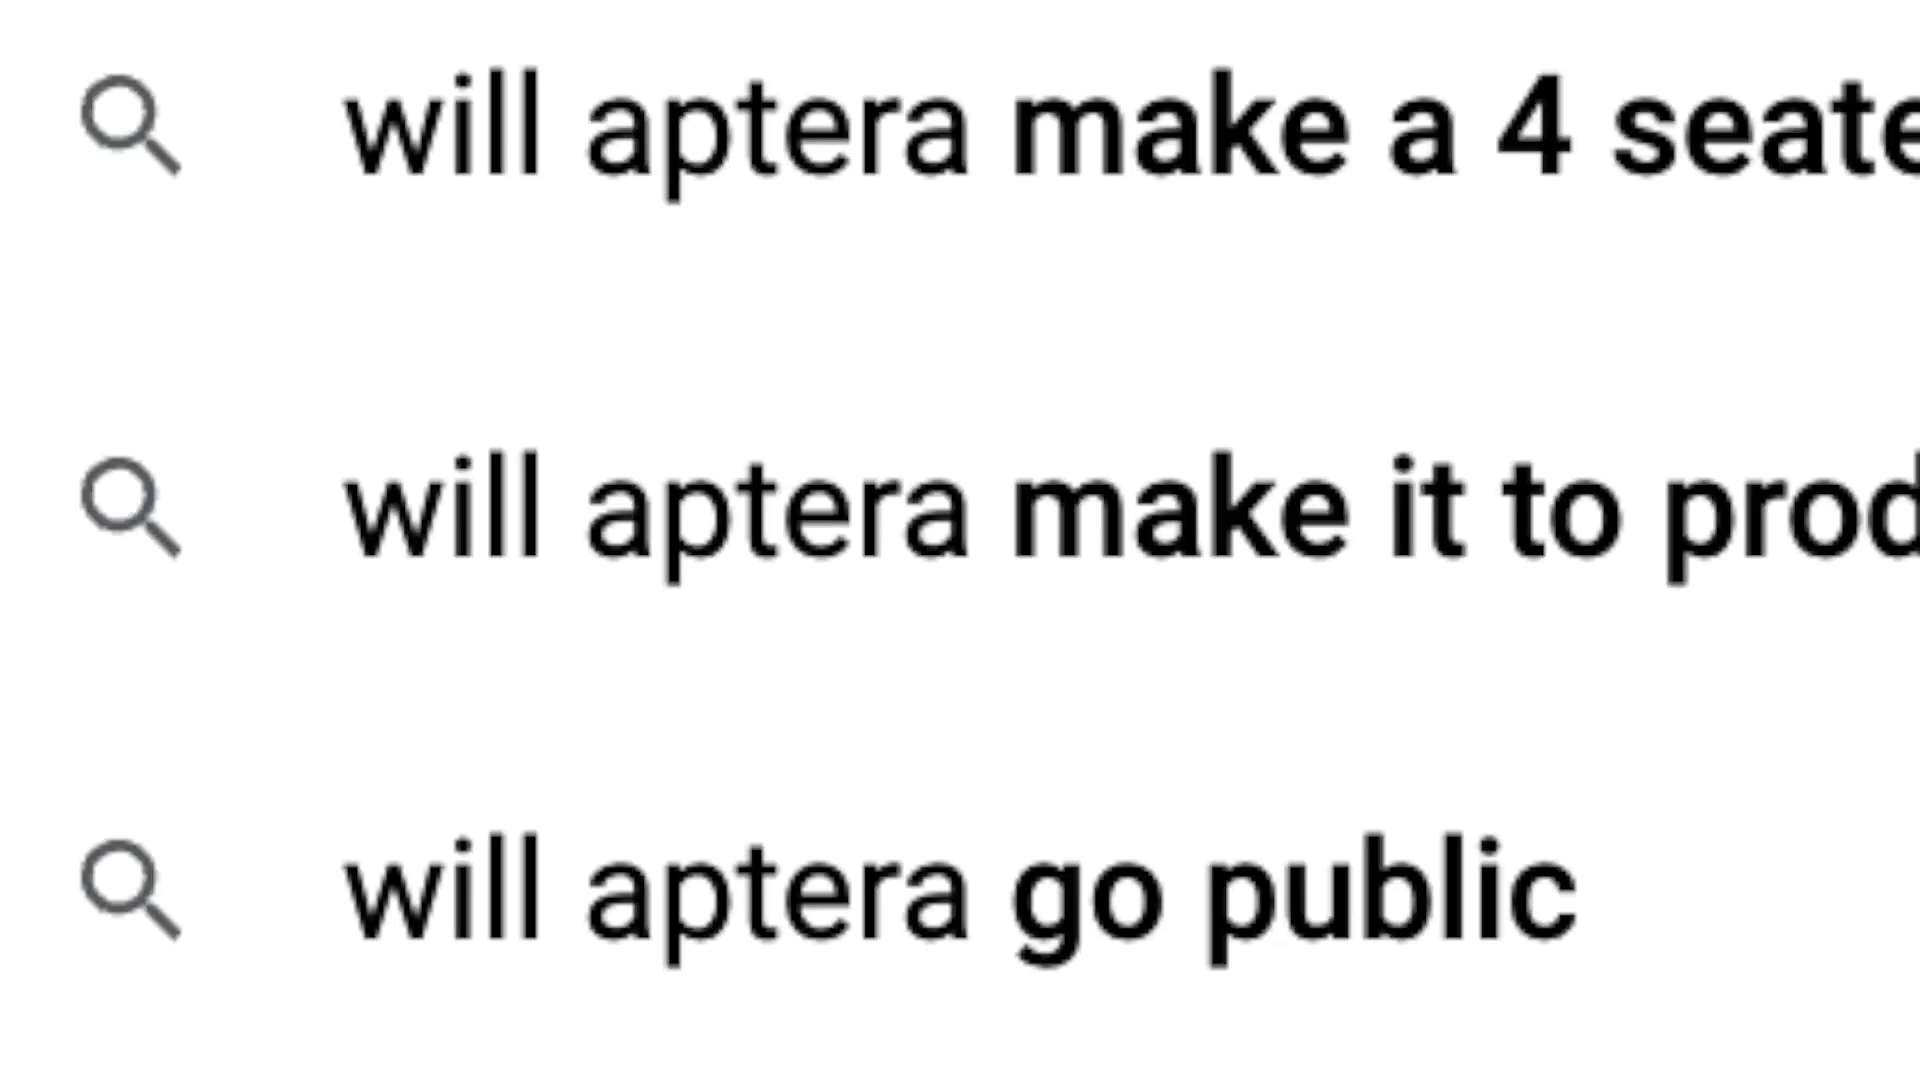 will aptera make a 4 seate
will aptera make it to prod
will aptera go public